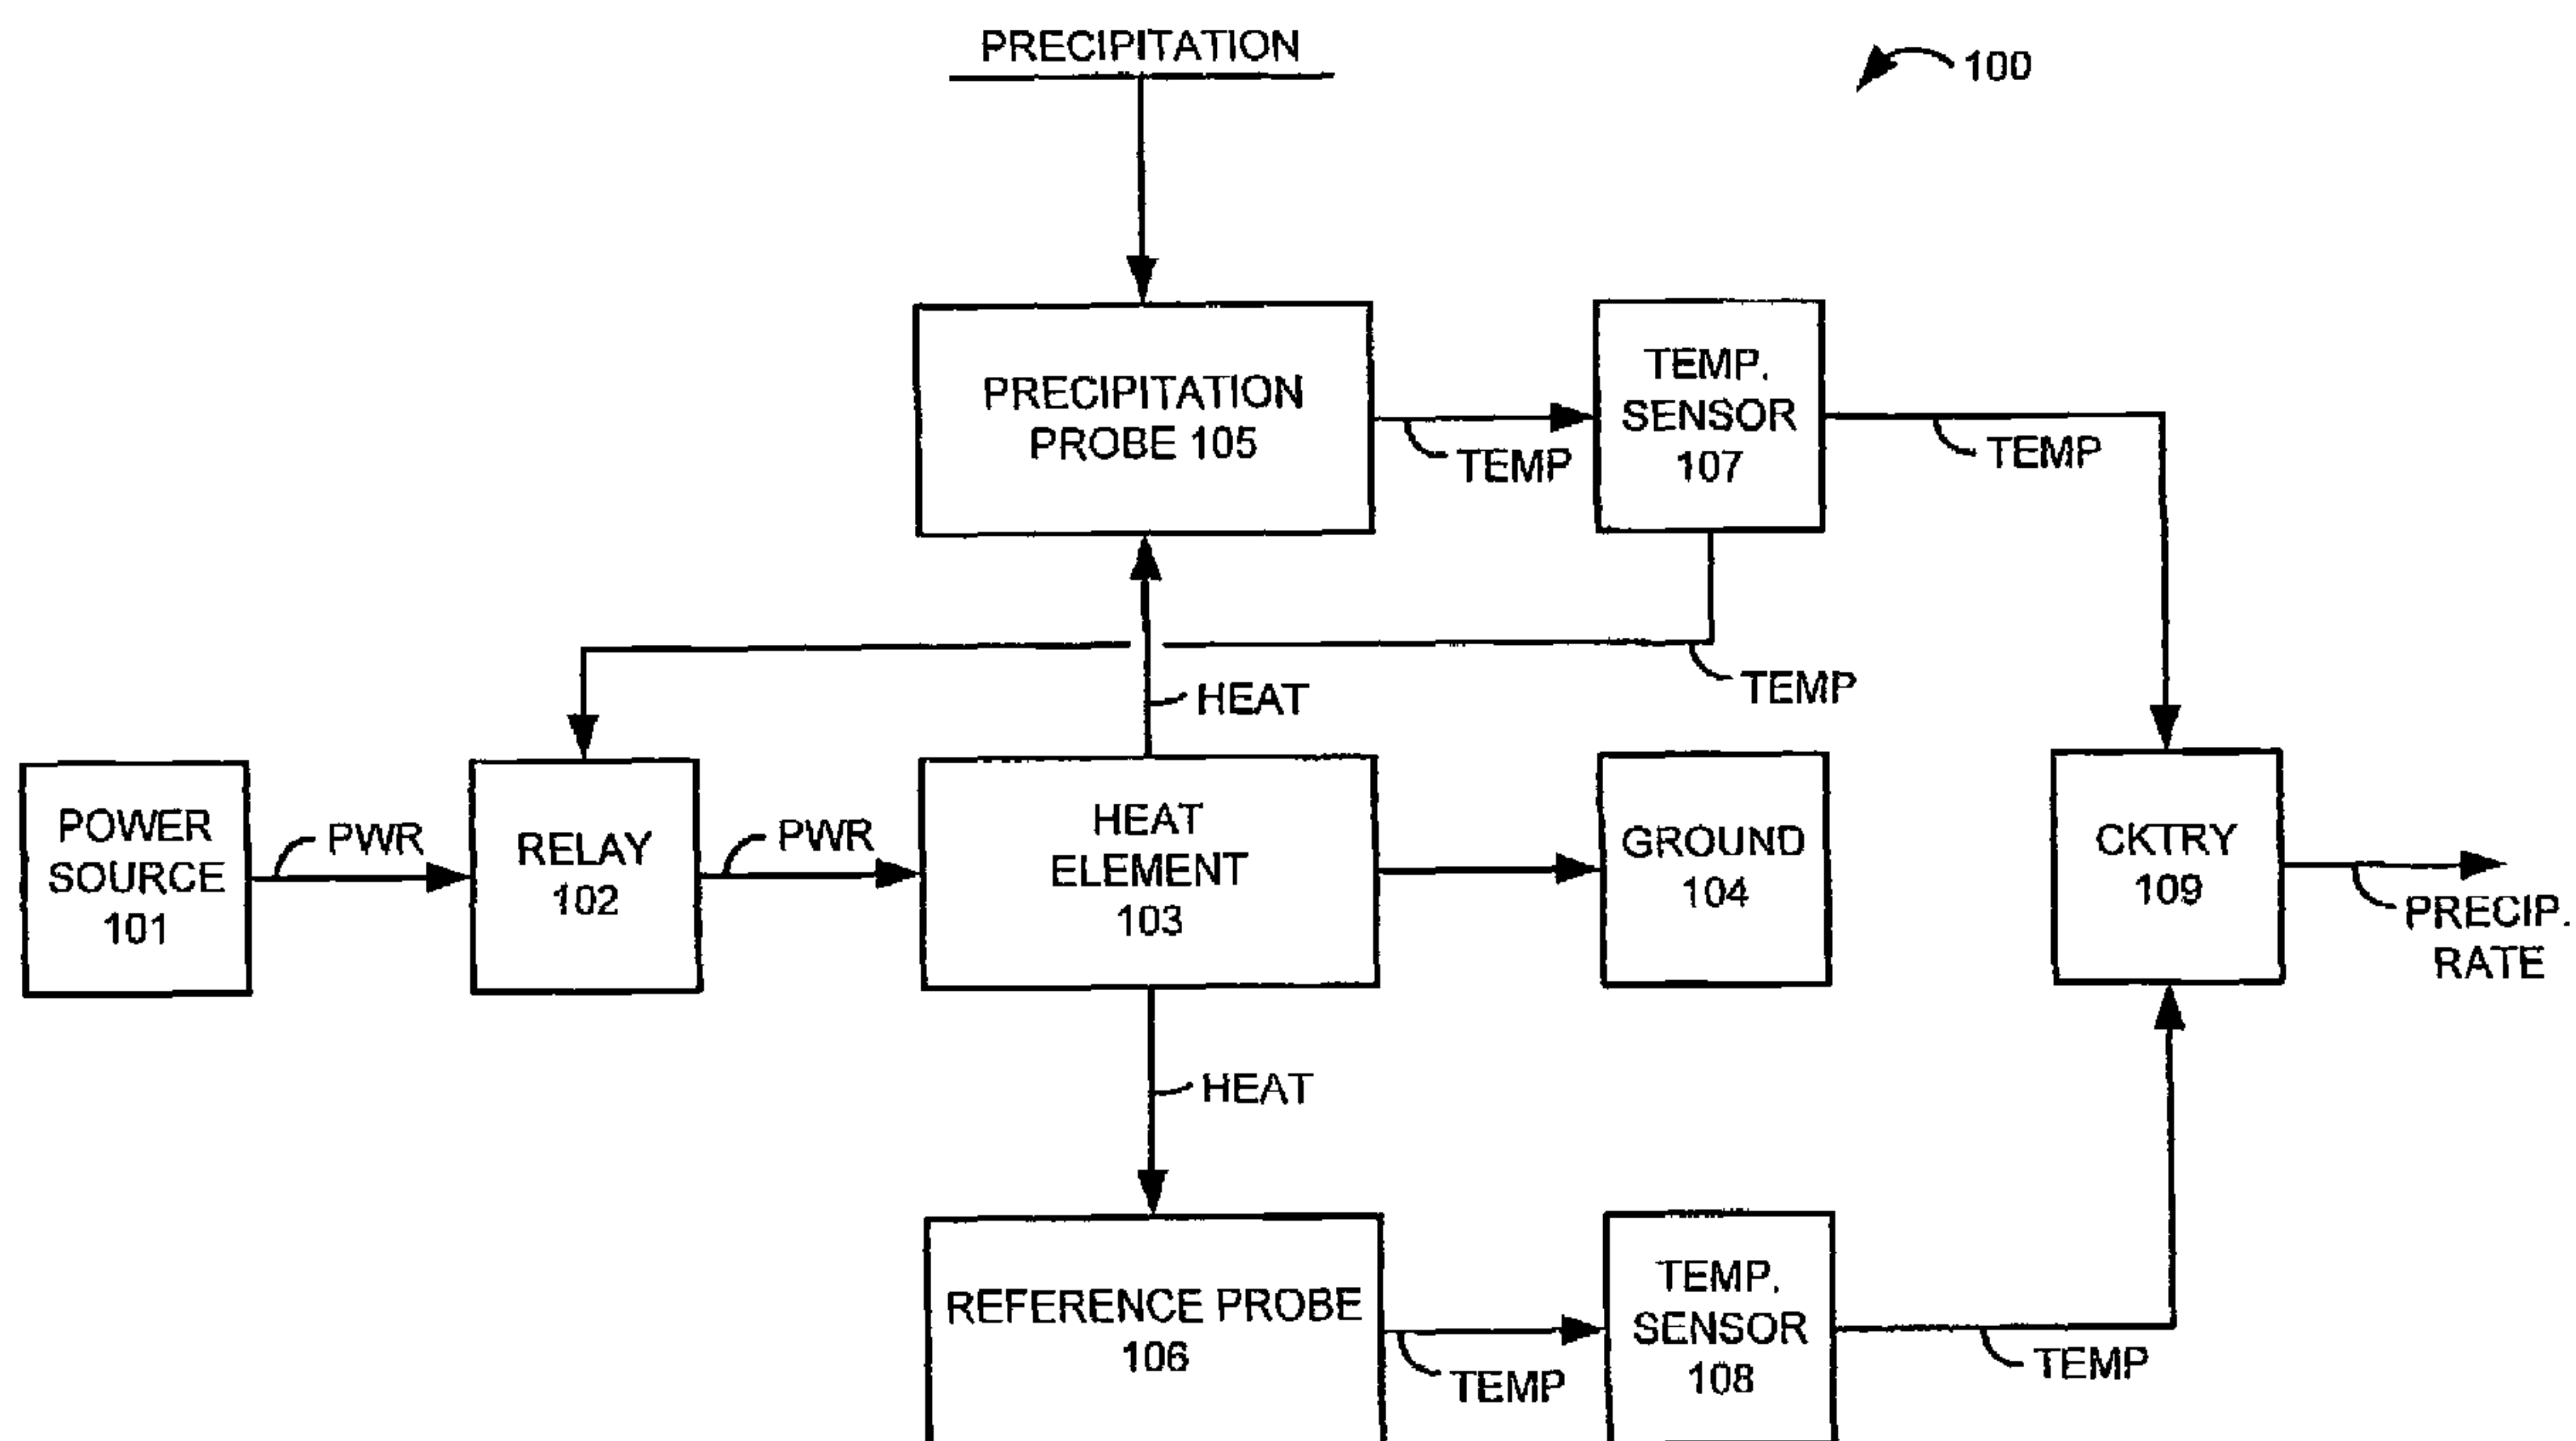 PRECIPITATION
100
PRECIPITATION
PROBE 105
TEMP
TEMP.
SENSOR
107
TEMP
TEMP
HEAT
POWER
SOURCE
101
PWR
RELAY
102
PWR
HEAT
ELEMENT
103
GROUND
104
CKTRY
109
PRECIP.
RATE
HEAT
REFERENCE PROBE
106
TEMP
TEMP.
SENSOR
108
TEMP